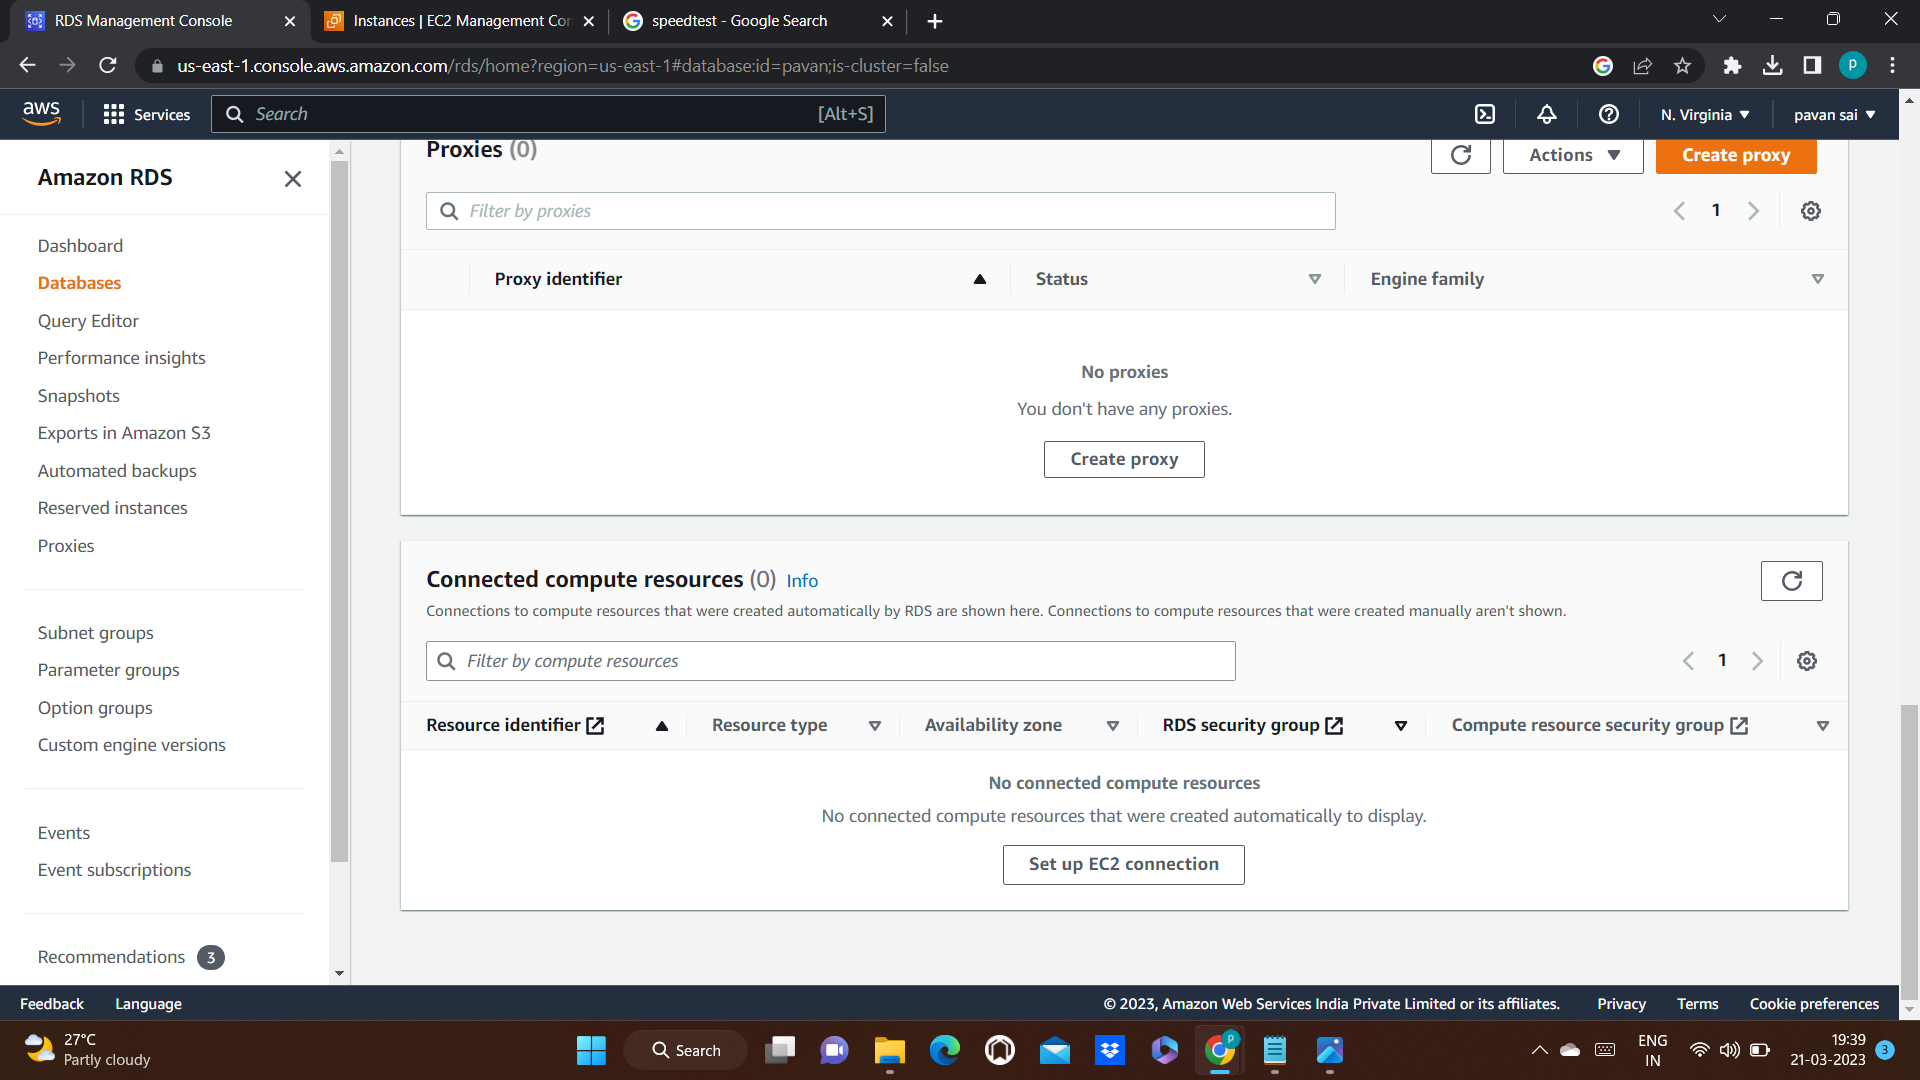 RDS Management Console
Instances | EC2 Management Con
speedtest - Google Search
us-east-1.console.aws.amazon.com/rds/home?region=us-east-1#database:id=pavan;is-cluster=false
P
aws
Services
Search
[Alt+S]
N. Virginia
pavan sai
Amazon RDS
Dashboard
Databases
Query Editor
Performance insights
Snapshots
Exports in Amazon S3
Automated backups
Reserved instances
Proxies
Subnet groups
Parameter groups
Option groups
Custom engine versions
Events
Event subscriptions
Recommendations 3
Proxies (0)
Actions
Create proxy
Filter by proxies
1
Proxy identifier
Status
Engine family
No proxies
You don't have any proxies.
Create proxy
Connected compute resources (0) Info
Connections to compute resources that were created automatically by RDS are shown here. Connections to compute resources that were created manually aren't shown.
Filter by compute resources
1
Resource identifier
Resource type
Availability zone
RDS security group
Compute resource security group
No connected compute resources
No connected compute resources that were created automatically to display.
Set up EC2 connection
Feedback
Language
© 2023, Amazon Web Services India Private Limited or its affiliates.
Privacy
Terms
Cookie preferences
27°C
Partly cloudy
Search
P
ENG
IN
19:39
21-03-2023
3